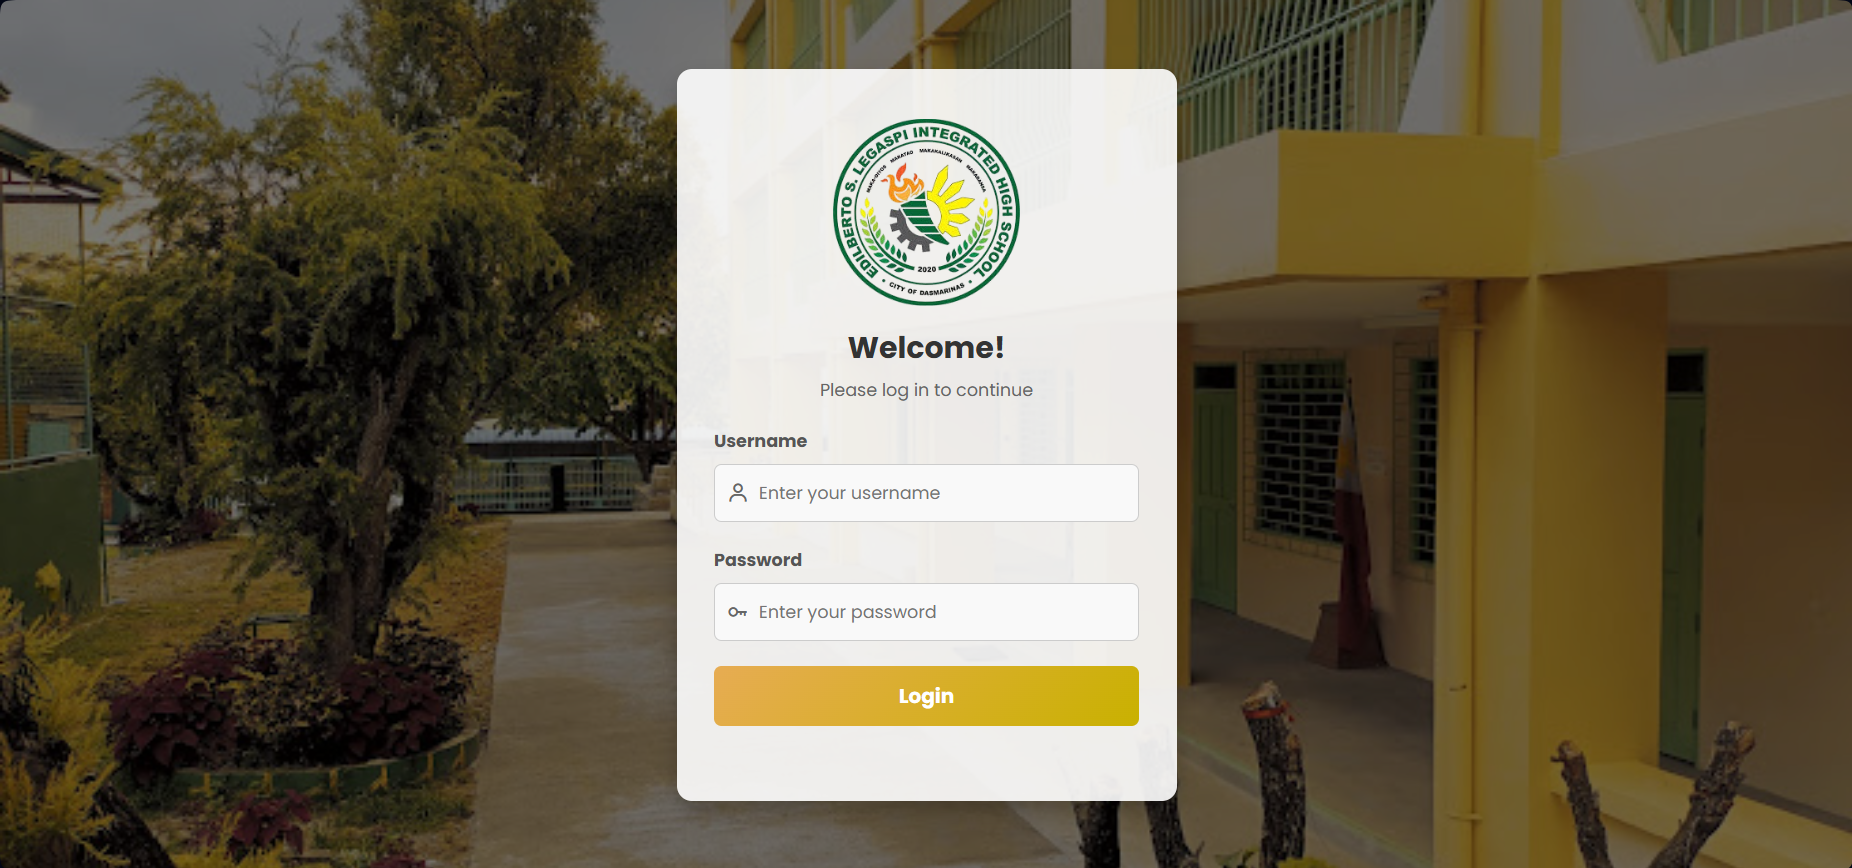 EDILBERTO S. LEGASPI INTEGRATED HIGH SCHOOL
MAKA-DIYOS MAKATAO MAKAKALIKASAN MAKABANSA
2020
• CITY OF DASMARINAS •
Welcome!
Please log in to continue
Username
Enter your username
Password
Enter your password
Login